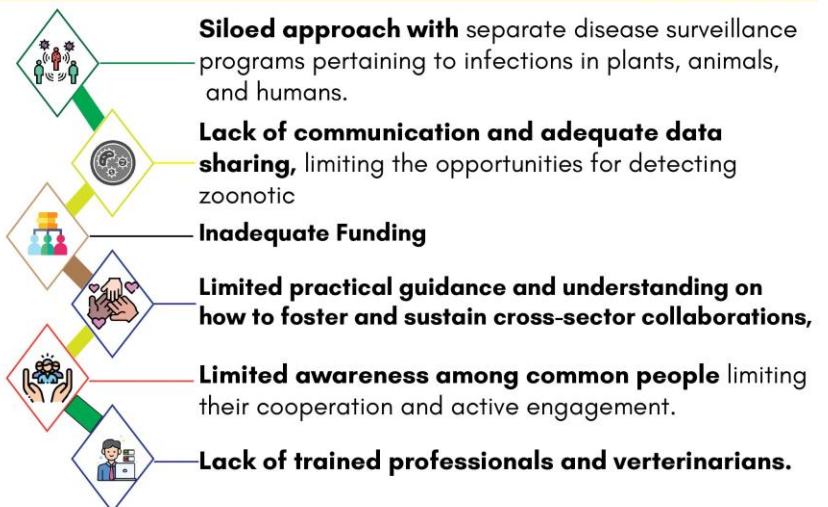 Siloed approach with separate disease surveillance
programs pertaining to infections in plants, animals,
and humans.
Lack of communication and adequate data
sharing, limiting the opportunities for detecting
zoonotic
Inadequate Funding
Limited practical guidance and understanding on
how to foster and sustain cross-sector collaborations,
Limited awareness among common people limiting
their cooperation and active engagement.
Lack of trained professionals and verterinarians.